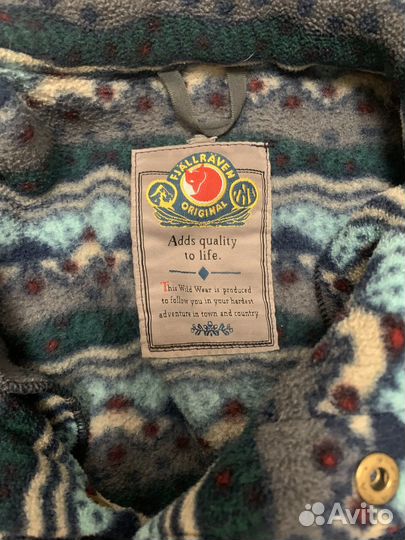 FJÄLLRÄVEN
ORIGINAL
Adds quality
to life.
This Wild Wear is produced
to follow you in your hardest
adventure in town and country
Avito